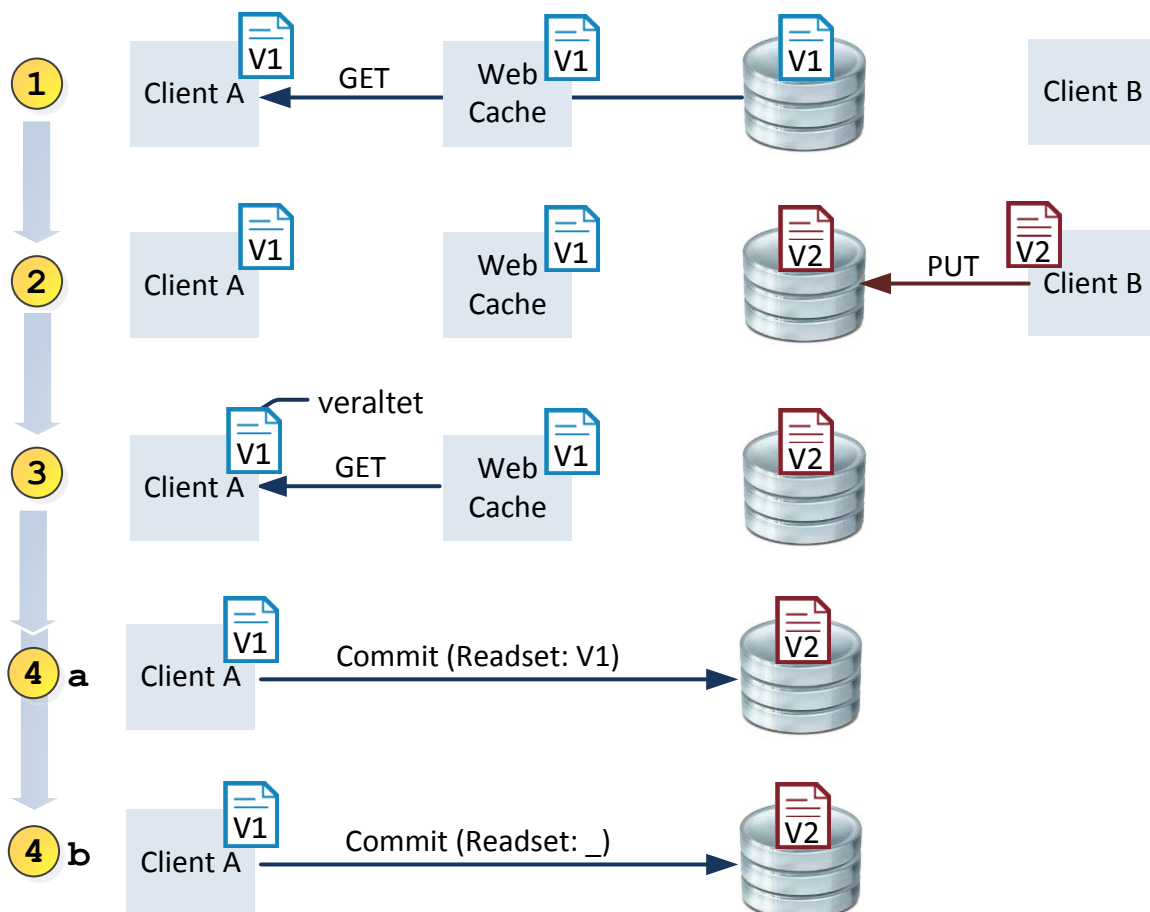 1
Client A
V1
GET
Web
Cache
V1
V1
Client B
2
Client A
V1
Web
Cache
V1
V2
PUT
V2
Client B
veraltet
3
Client A
V1
GET
Web
Cache
V1
V2
4 a
Client A
V1
Commit (Readset: V1)
V2
4 b
Client A
V1
Commit (Readset: _)
V2